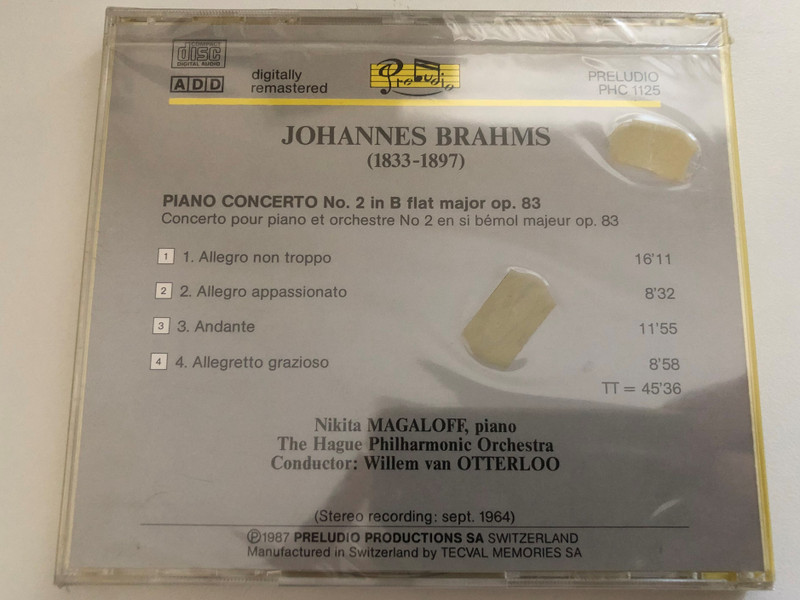 disc
DIGITAL AUDIO
ADD
digitally
remastered
Preludio
PRELUDIO
PHC 1125
JOHANNES BRAHMS
(1833-1897)
PIANO CONCERTO No. 2 in B flat major op. 83
Concerto pour piano et orchestre No 2 en si bémol majeur op. 83
1 1. Allegro non troppo 16'11
2 2. Allegro appassionato 8'32
3 3. Andante 11'55
4 4. Allegretto grazioso 8'58
TT = 45'36
Nikita MAGALOFF, piano
The Hague Philharmonic Orchestra
Conductor: Willem van OTTERLOO
(Stereo recording: sept. 1964)
℗1987 PRELUDIO PRODUCTIONS SA SWITZERLAND
Manufactured in Switzerland by TECVAL MEMORIES SA